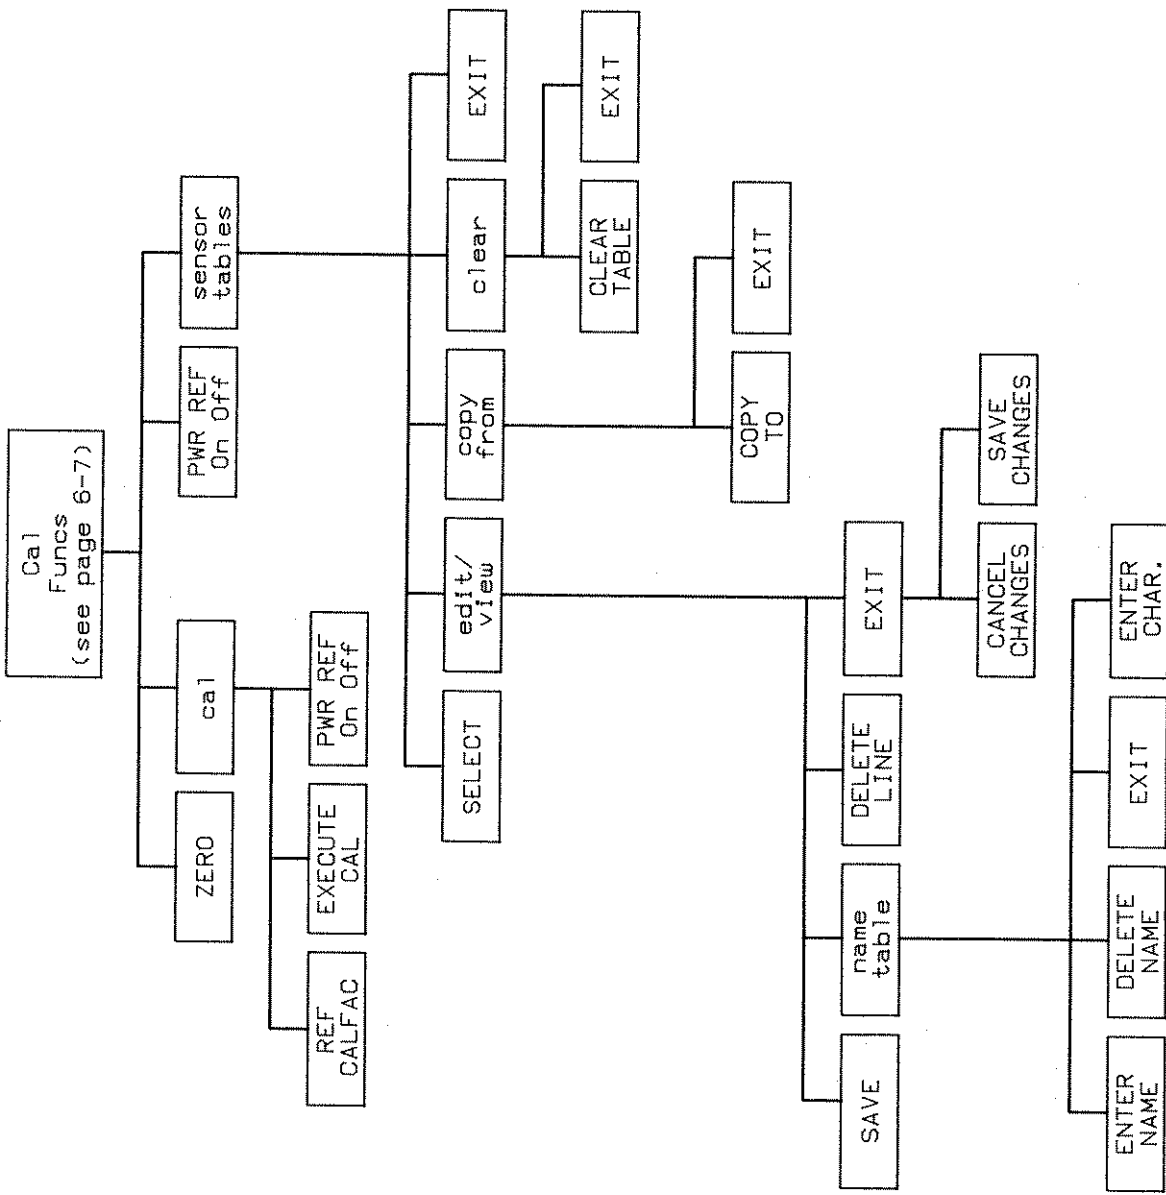 Cal
Funcs
(see page 6-7)
ZERO
cal
PWR REF
On Off
sensor
tables
REF
CALFAC
EXECUTE
CAL
PWR REF
On Off
SELECT
edit/
view
copy
from
clear
EXIT
CLEAR
TABLE
EXIT
COPY
TO
EXIT
SAVE
name
table
DELETE
LINE
EXIT
CANCEL
CHANGES
SAVE
CHANGES
ENTER
NAME
DELETE
NAME
EXIT
ENTER
CHAR.